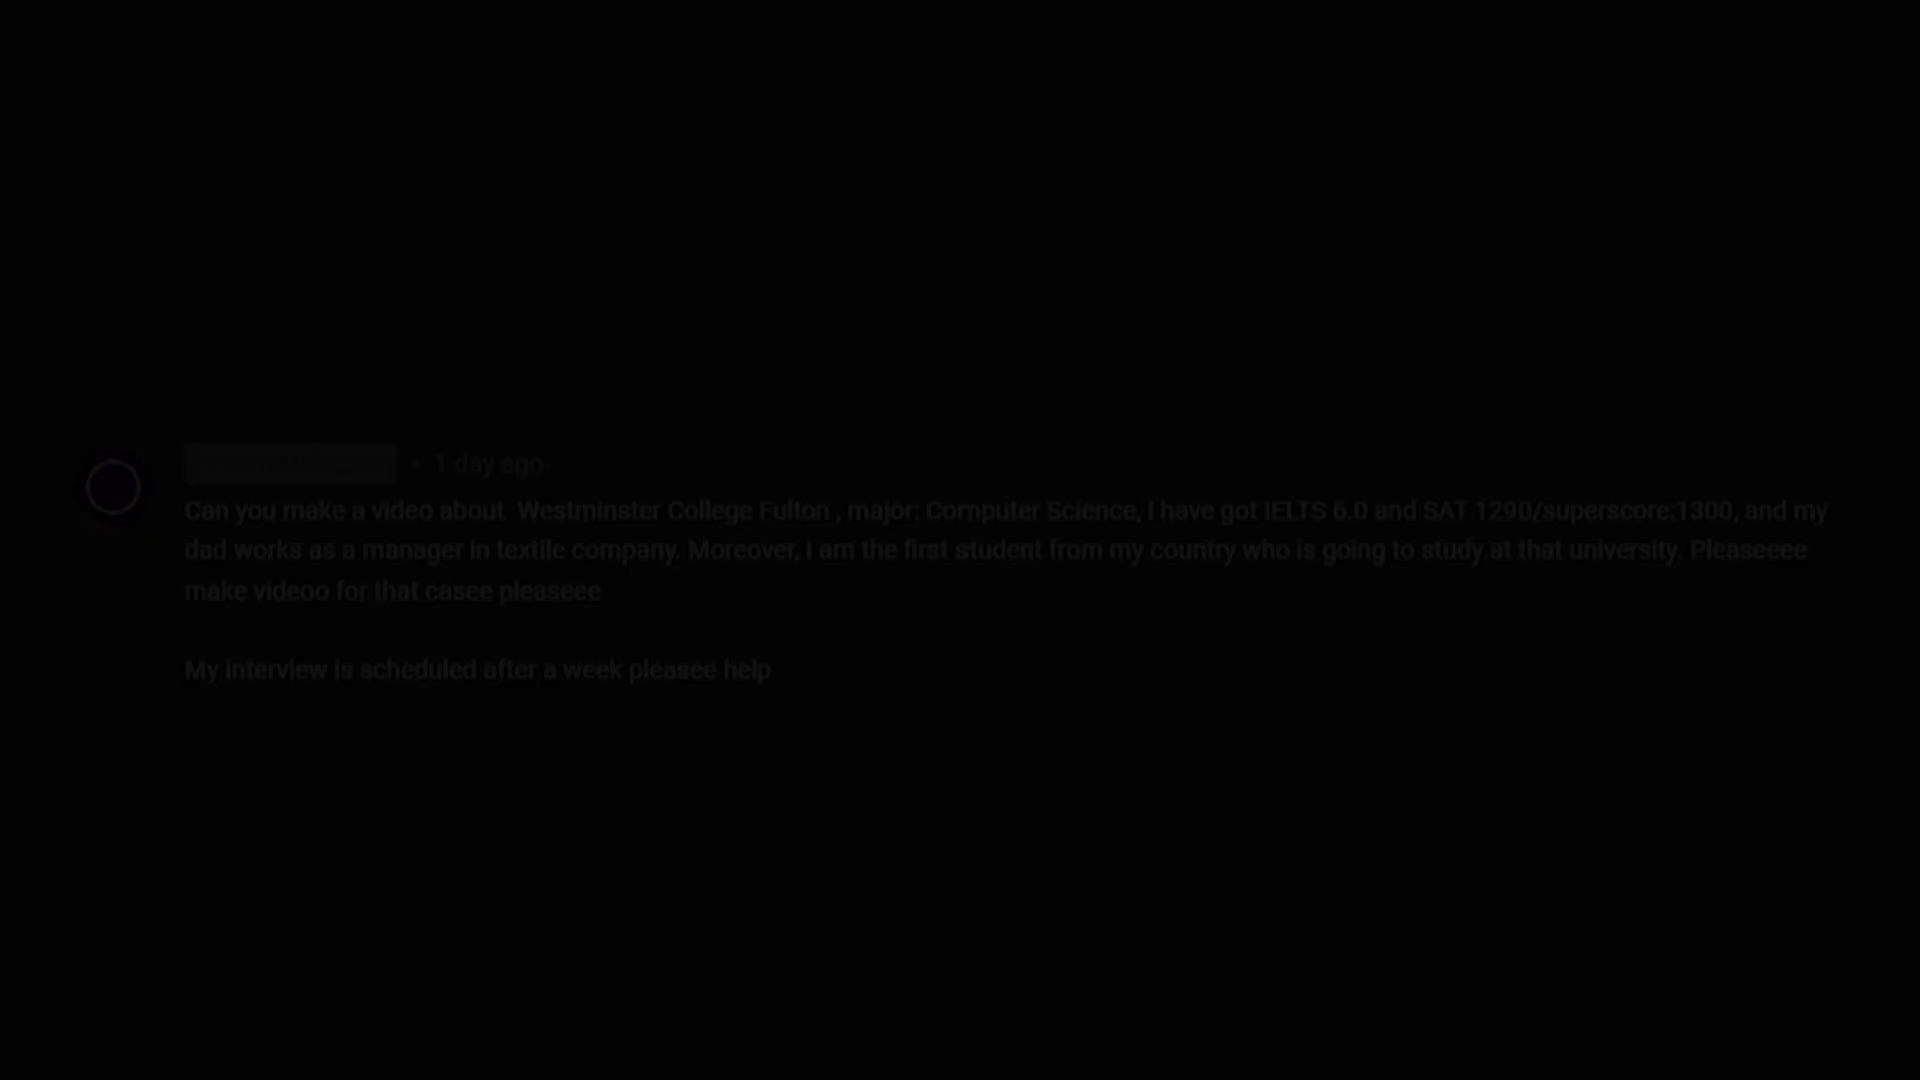 • 1 day ago
Can you make a video about Westminster College Fulton , major: Computer Science, I have got IELTS 6.0 and SAT 1290/superscore:1300, and my
dad works as a manager in textile company. Moreover, I am the first student from my country who is going to study at that university. Pleaseeee
make videoo for that casee pleaseee
My interview is scheduled after a week pleasee help